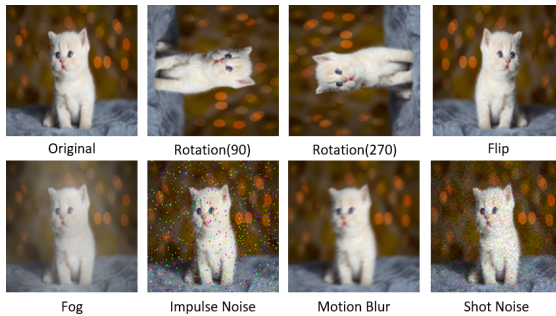 Original
Rotation(90)
Rotation(270)
Flip
Fog
Impulse Noise
Motion Blur
Shot Noise